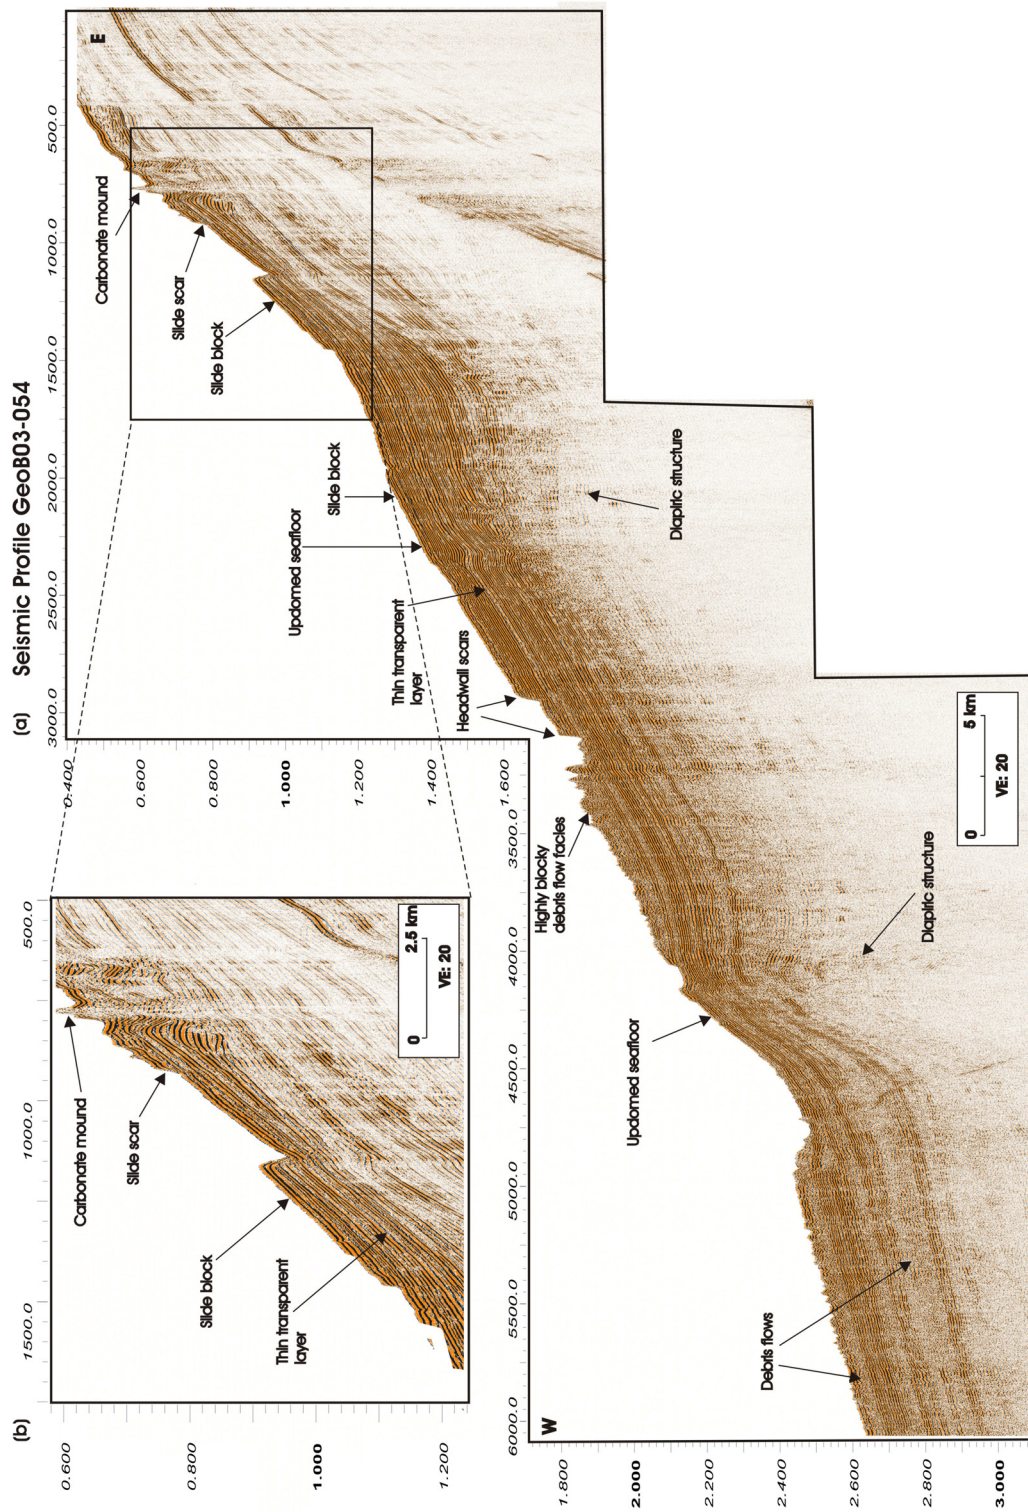 (b)
1500.0 1000.0 5000.0
0.600
0.800
1.000
1.200
Carbonate mound
Slide scar
Slide block
Thin transparent
layer
0 2.5 km
VE: 20
(a) Seismic Profile GeoB03-054
3000.0 2500.0 2000.0 1500.0 1000.0 500.0
0.400
0.600
0.800
1.000
1.200
1.400
1.600
E
Carbonate mound
Slide scar
Slide block
Slide block
Updomed seafloor
Thin transparent
layer
Headwall scars
Diapiric structure
6000.0 5500.0 5000.0 4500.0 4000.0 3500.0
W
1.800
2.000
2.200
2.400
2.600
2.800
3.000
Highly blocky
debris flow facies
Updomed seafloor
Debris flows
Diapiric structure
0 5 km
VE: 20